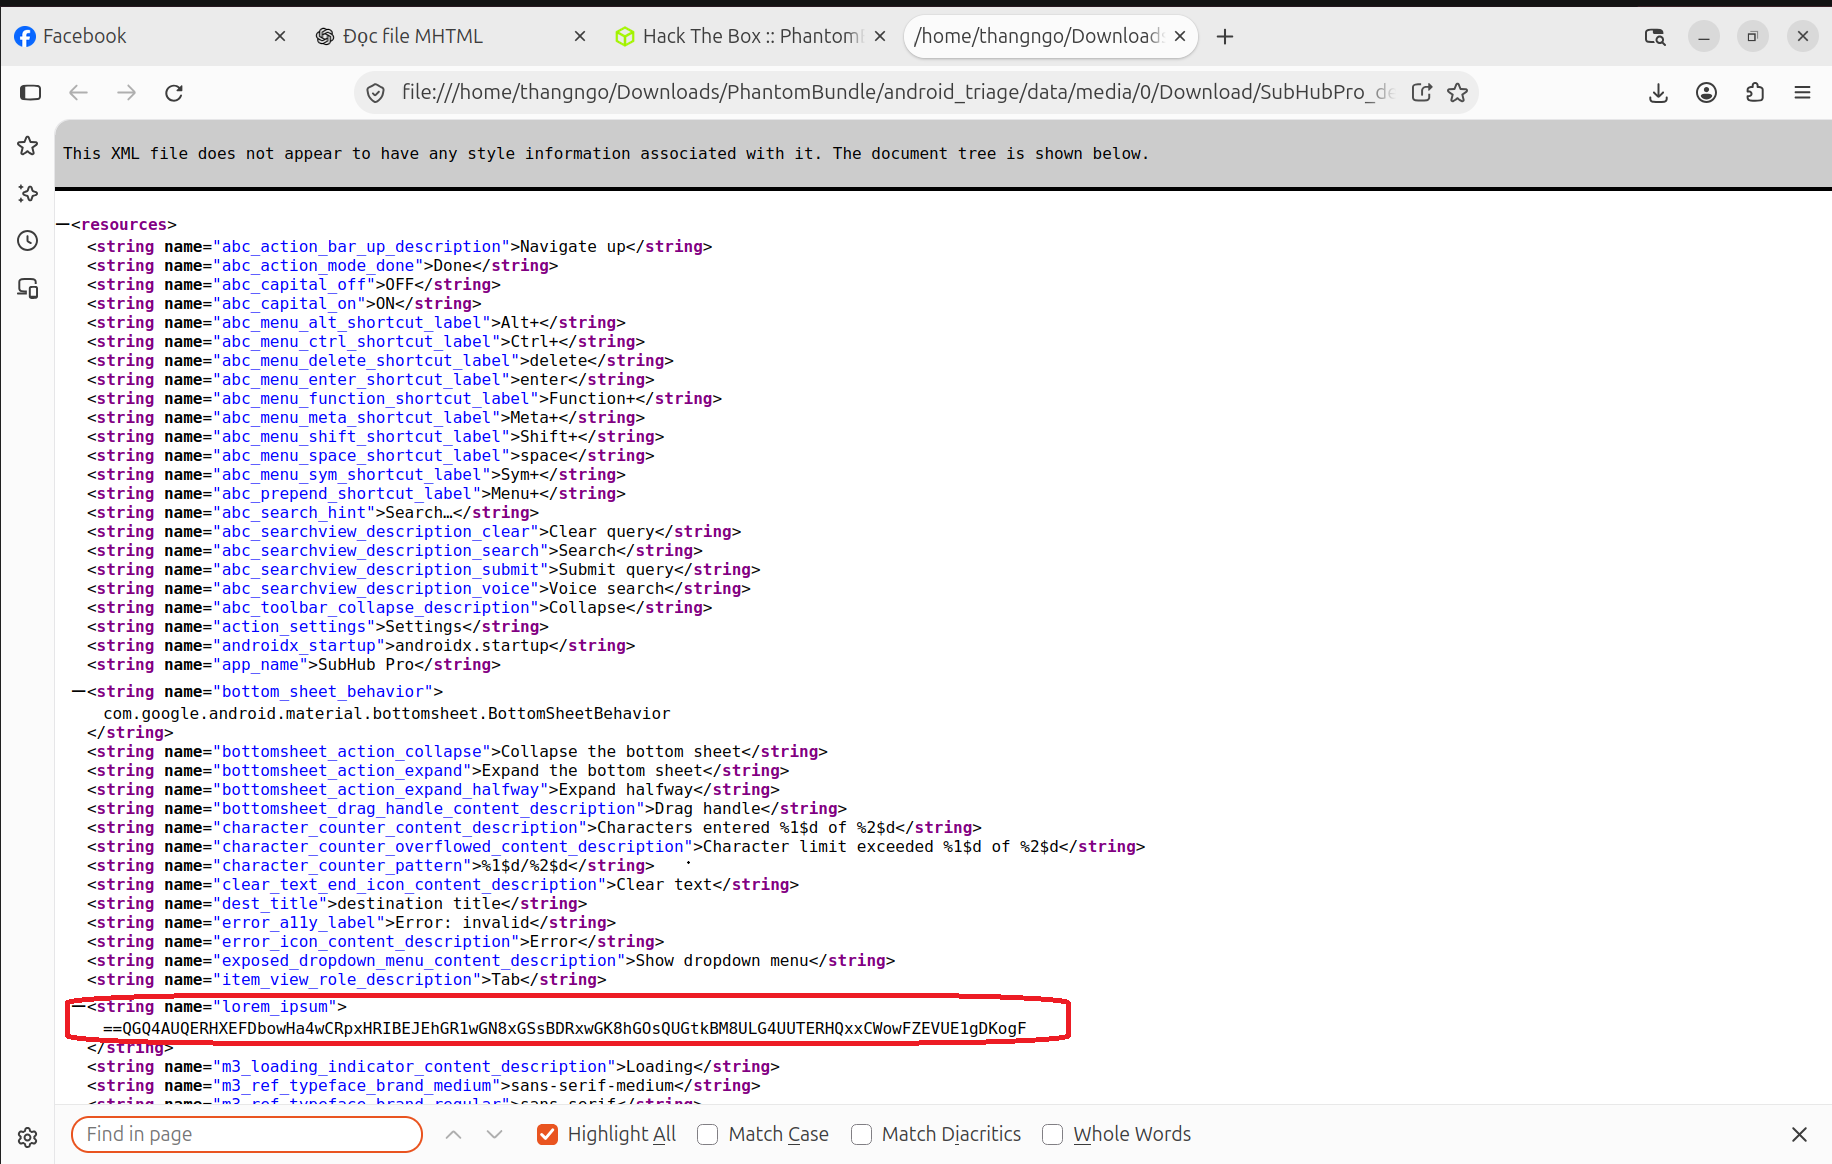 Facebook
Đọc file MHTML
Hack The Box :: Phantom
/home/thangngo/Downloads
file:///home/thangngo/Downloads/PhantomBundle/android_triage/data/media/0/Download/SubHubPro_de
This XML file does not appear to have any style information associated with it. The document tree is shown below.
—<resources>
<string name="abc_action_bar_up_description">Navigate up</string>
<string name="abc_action_mode_done">Done</string>
<string name="abc_capital_off">OFF</string>
<string name="abc_capital_on">ON</string>
<string name="abc_menu_alt_shortcut_label">Alt+</string>
<string name="abc_menu_ctrl_shortcut_label">Ctrl+</string>
<string name="abc_menu_delete_shortcut_label">delete</string>
<string name="abc_menu_enter_shortcut_label">enter</string>
<string name="abc_menu_function_shortcut_label">Function+</string>
<string name="abc_menu_meta_shortcut_label">Meta+</string>
<string name="abc_menu_shift_shortcut_label">Shift+</string>
<string name="abc_menu_space_shortcut_label">space</string>
<string name="abc_menu_sym_shortcut_label">Sym+</string>
<string name="abc_prepend_shortcut_label">Menu+</string>
<string name="abc_search_hint">Search…</string>
<string name="abc_searchview_description_clear">Clear query</string>
<string name="abc_searchview_description_search">Search</string>
<string name="abc_searchview_description_submit">Submit query</string>
<string name="abc_searchview_description_voice">Voice search</string>
<string name="abc_toolbar_collapse_description">Collapse</string>
<string name="action_settings">Settings</string>
<string name="androidx_startup">androidx.startup</string>
<string name="app_name">SubHub Pro</string>
—<string name="bottom_sheet_behavior">
com.google.android.material.bottomsheet.BottomSheetBehavior
</string>
<string name="bottomsheet_action_collapse">Collapse the bottom sheet</string>
<string name="bottomsheet_action_expand">Expand the bottom sheet</string>
<string name="bottomsheet_action_expand_halfway">Expand halfway</string>
<string name="bottomsheet_drag_handle_content_description">Drag handle</string>
<string name="character_counter_content_description">Characters entered %1$d of %2$d</string>
<string name="character_counter_overflowed_content_description">Character limit exceeded %1$d of %2$d</string>
<string name="character_counter_pattern">%1$d/%2$d</string>
<string name="clear_text_end_icon_content_description">Clear text</string>
<string name="dest_title">destination title</string>
<string name="error_a11y_label">Error: invalid</string>
<string name="error_icon_content_description">Error</string>
<string name="exposed_dropdown_menu_content_description">Show dropdown menu</string>
<string name="item_view_role_description">Tab</string>
—<string name="lorem_ipsum">
==QGQ4AUQERHXEFDbowHa4wCRpxHRIBEJEhGR1wGN8xGSsBDRxwGK8hGOsQUGtkBM8ULG4UUTERHQxxCWowFZEVUE1gDKogF
</string>
<string name="m3_loading_indicator_content_description">Loading</string>
<string name="m3_ref_typeface_brand_medium">sans-serif-medium</string>
<string name="m3_ref_typeface_brand_regular">sans-serif</string>
Find in page
Highlight All
Match Case
Match Diacritics
Whole Words